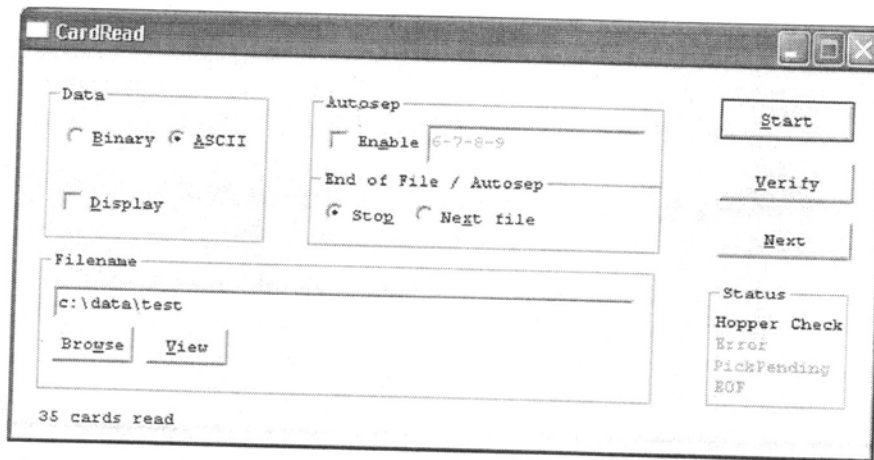 CardRead
Data
Binary ASCII
Display
Autosep
Enable 6-7-8-9
End of File / Autosep
Stop Next file
Start
Verify
Next
Filename
c:\data\test
Browse View
Status
Hopper Check
Error
PickPending
EOF
35 cards read